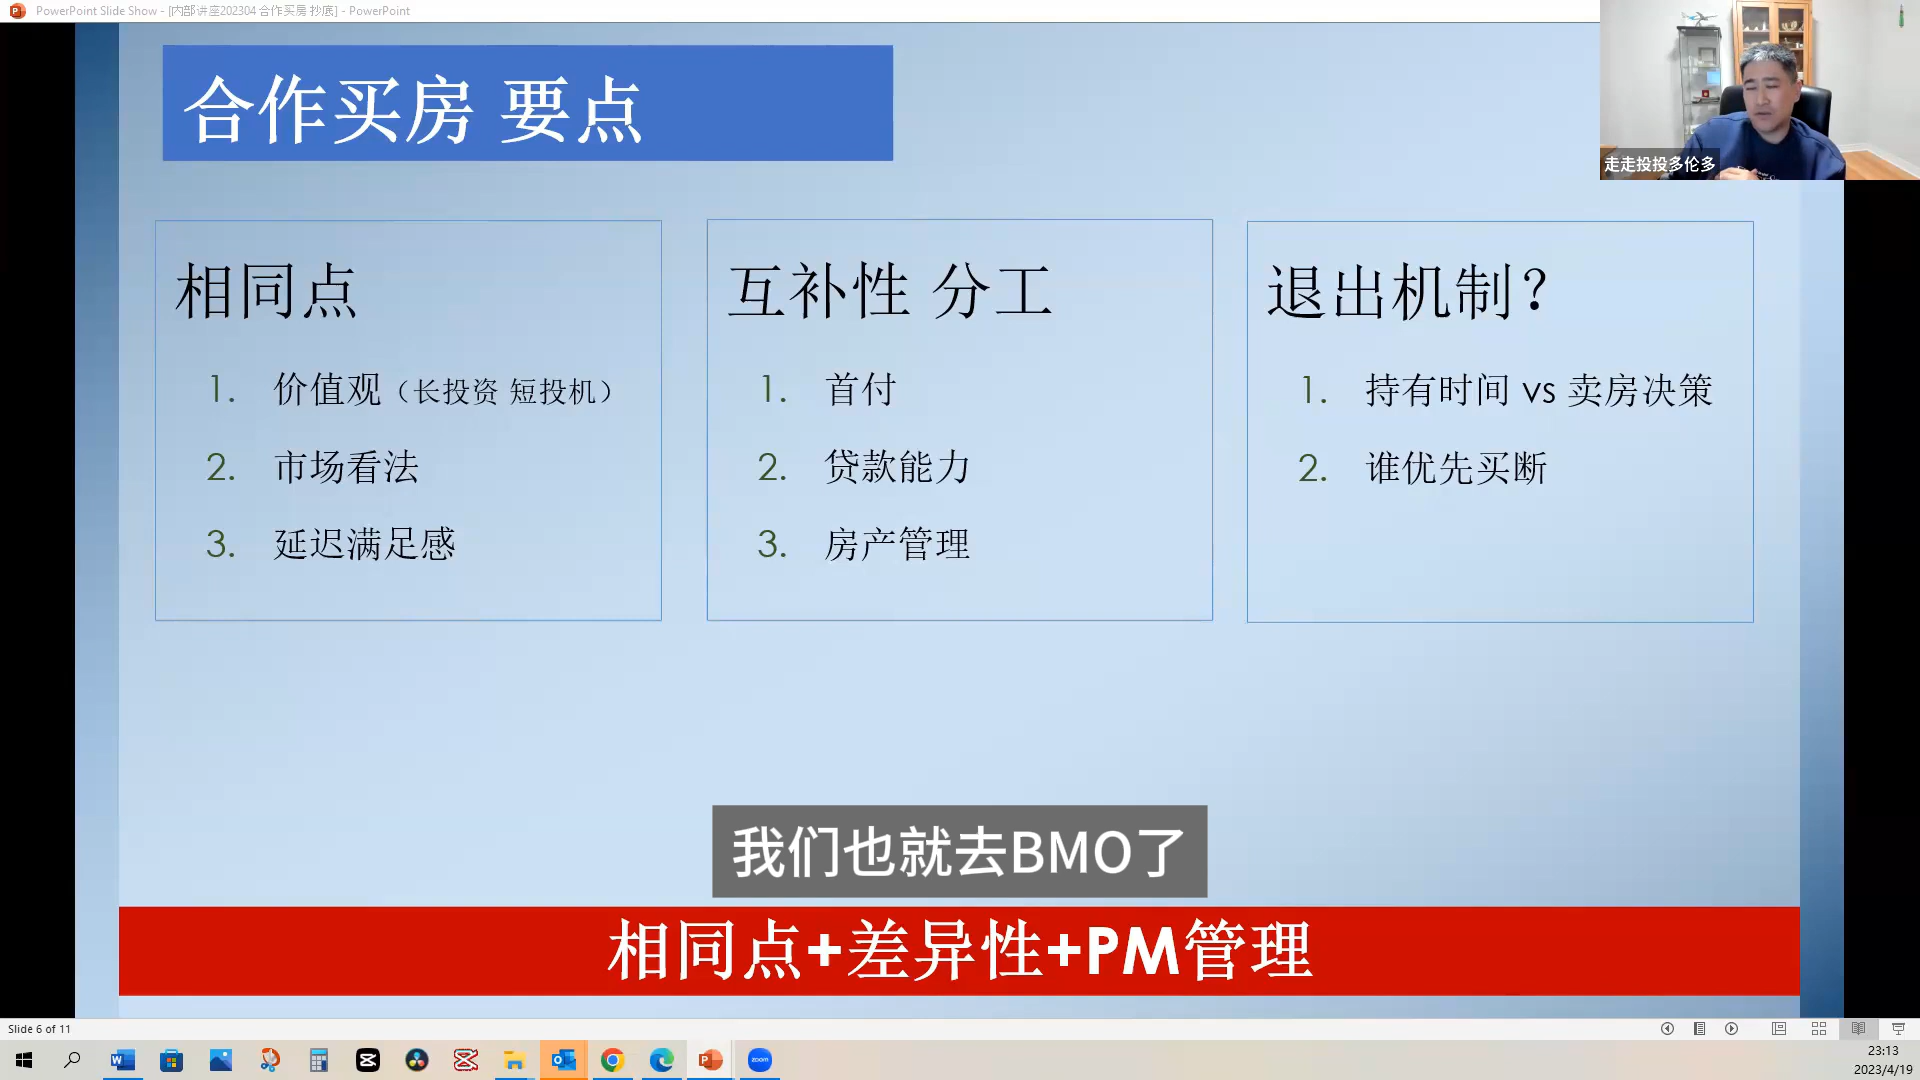 PowerPoint Slide Show - [内部讲座202304 合作买房 抄底] - PowerPoint
走走投投多伦多
合作买房 要点
相同点
1. 价值观（长投资 短投机）
2. 市场看法
3. 延迟满足感
互补性 分工
1. 首付
2. 贷款能力
3. 房产管理
退出机制？
1. 持有时间 vs 卖房决策
2. 谁优先买断
我们也就去BMO了
相同点+差异性+PM管理
Slide 6 of 11
zoom
23:13
2023/4/19